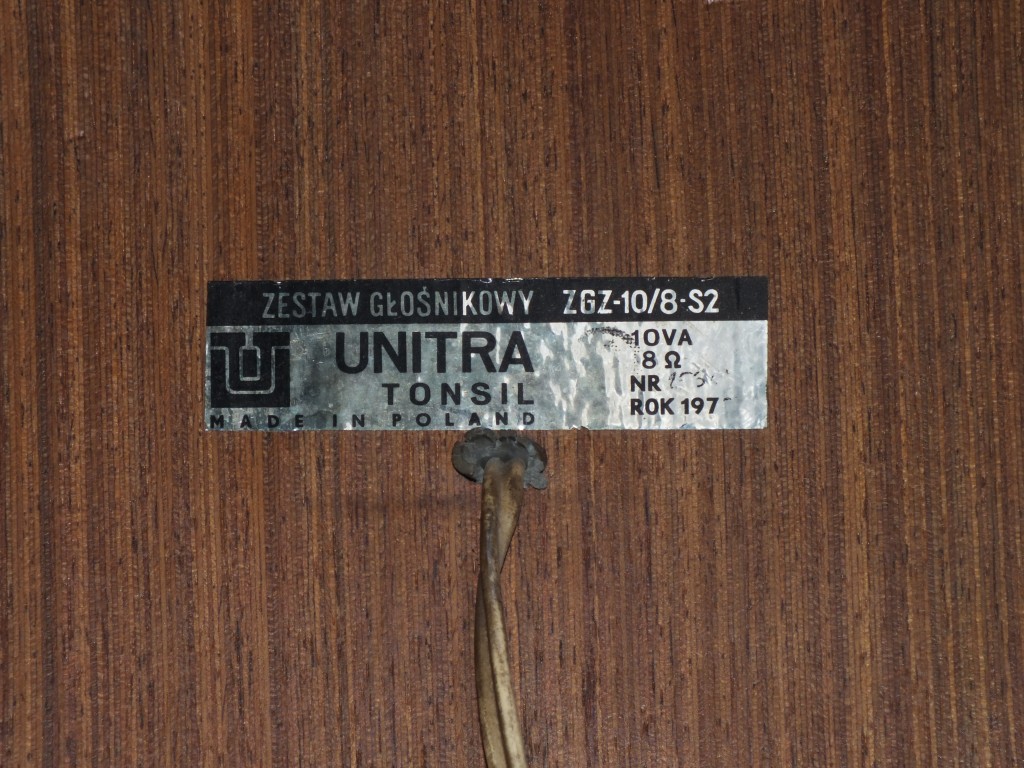 ZESTAW GŁOŚNIKOWY ZGZ-10/8-S2
UNITRA
TONSIL
MADE IN POLAND
10VA
8 Ω
NR
ROK 197